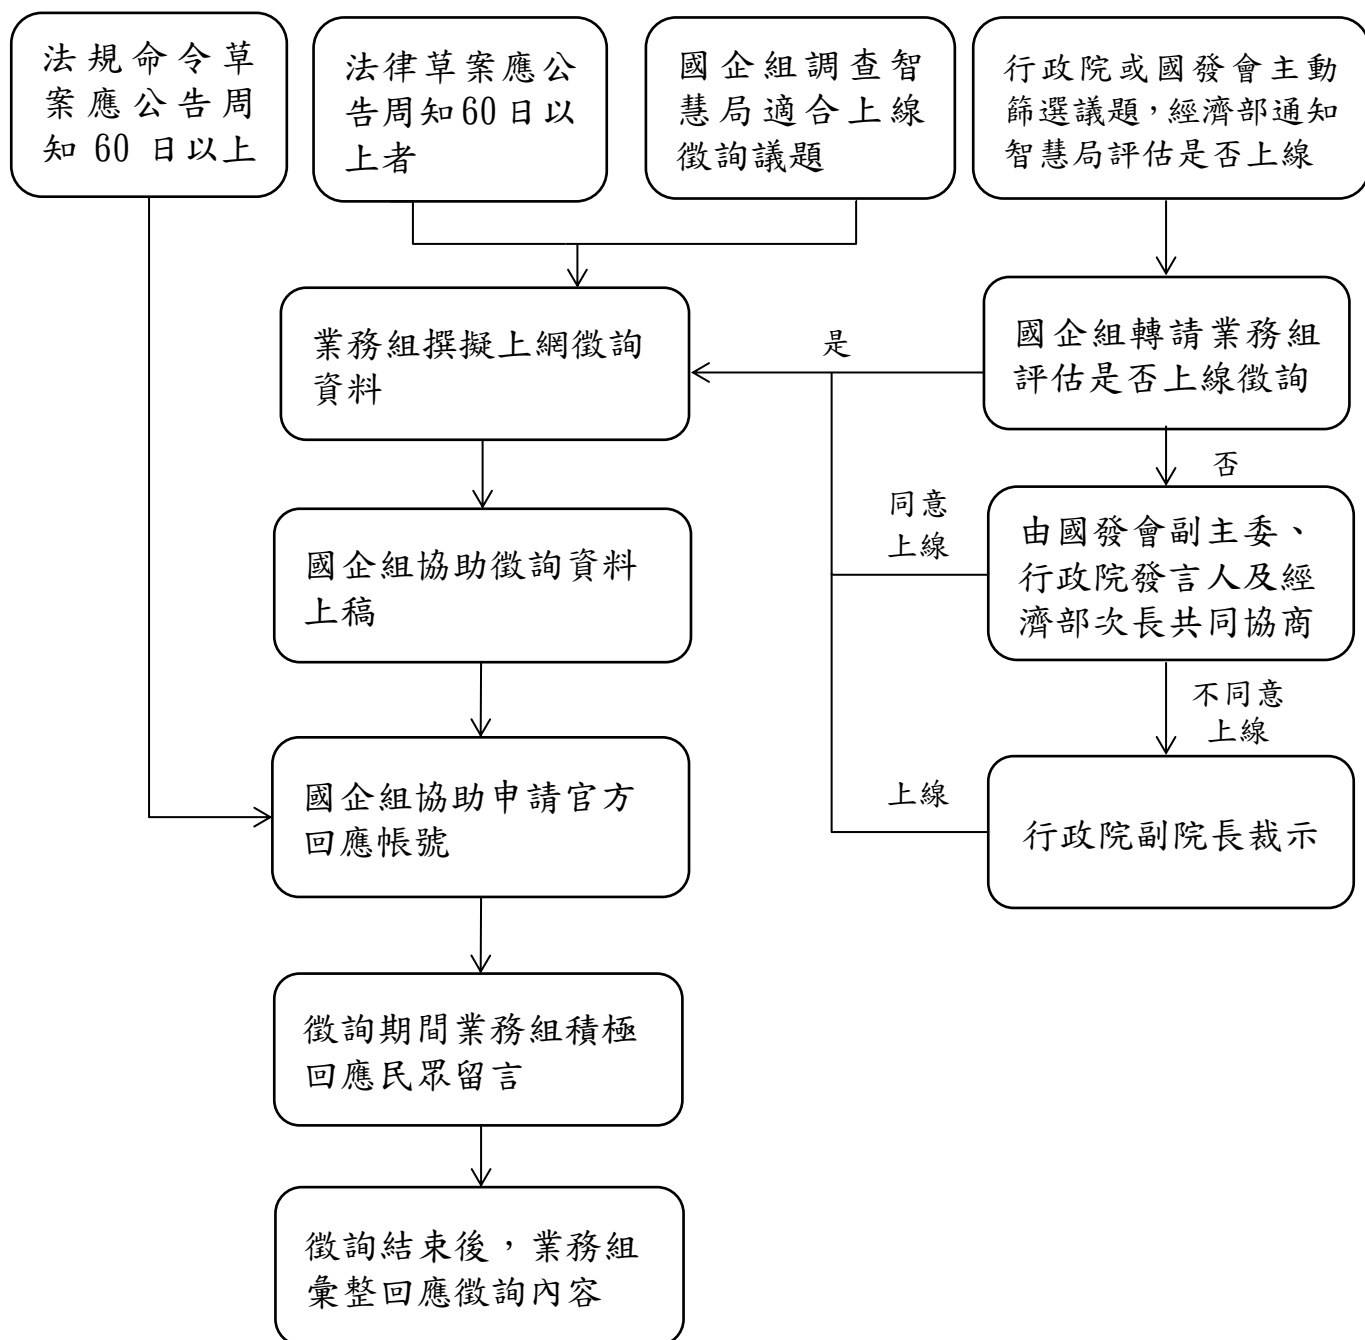 法規命令草
案應公告周
知 60 日以上
法律草案應公
告周知60日以
上者
國企組調查智
慧局適合上線
徵詢議題
行政院或國發會主動
篩選議題，經濟部通知
智慧局評估是否上線
業務組撰擬上網徵詢
資料
是
國企組轉請業務組
評估是否上線徵詢
否
國企組協助徵詢資料
上稿
同意
上線
由國發會副主委、
行政院發言人及經
濟部次長共同協商
不同意
上線
國企組協助申請官方
回應帳號
上線
行政院副院長裁示
徵詢期間業務組積極
回應民眾留言
徵詢結束後，業務組
彙整回應徵詢內容